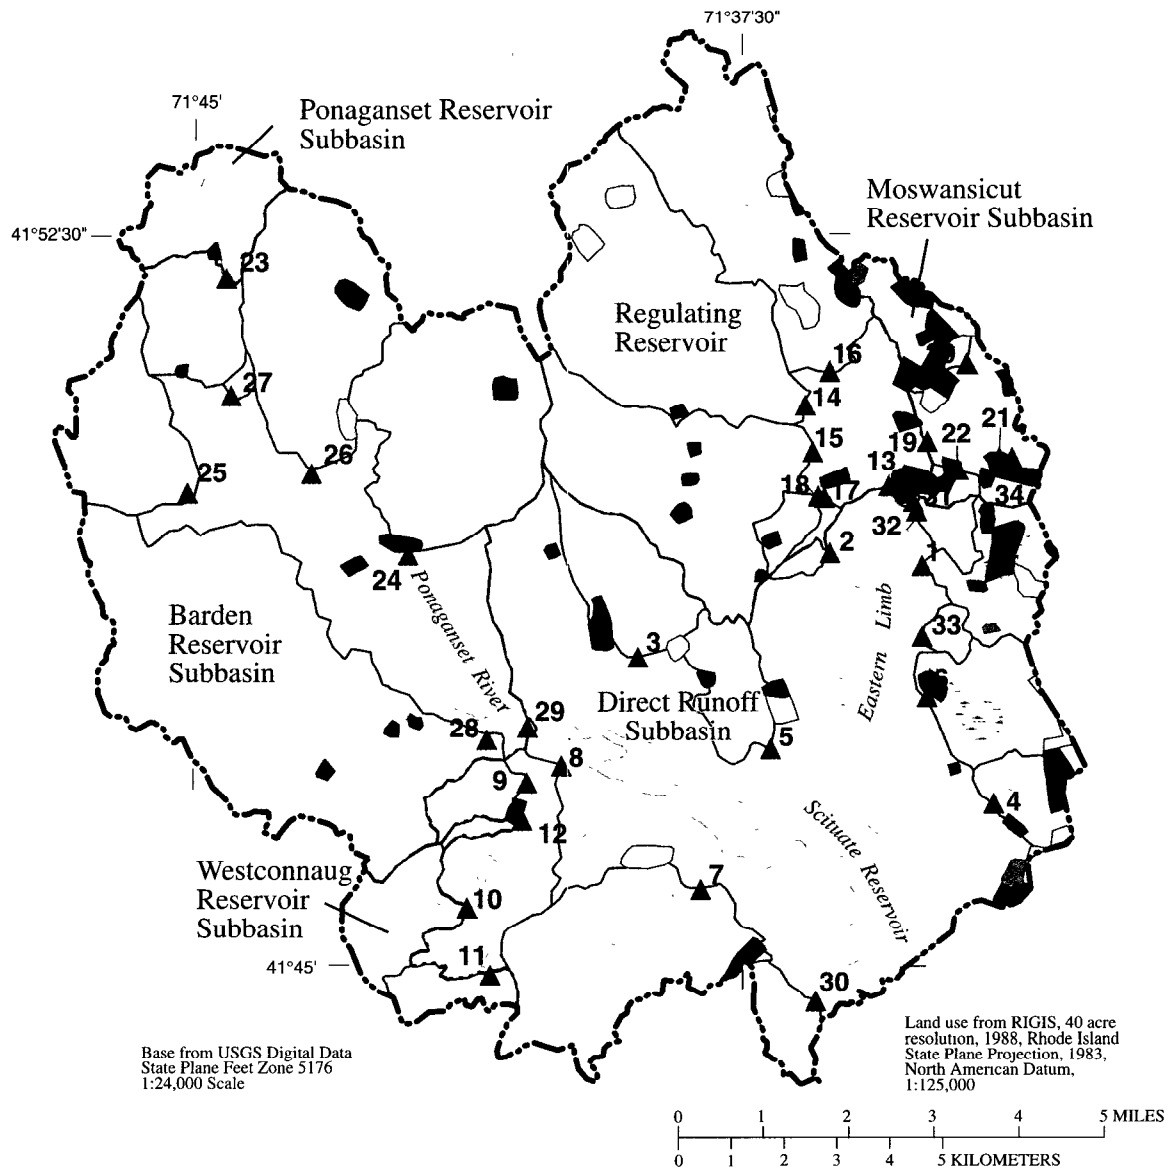 71°37'30"
71°45'
Ponaganset Reservoir
Subbasin
Moswansicut
Reservoir Subbasin
41°52'30"
23
Regulating
Reservoir
16
27
14
15
19
22
21
26
25
13
18
17
34
32
31
2
1
24
Ponaganset River
Barden
Reservoir
Subbasin
Eastern Limb
33
3
Direct Runoff
Subbasin
29
28
5
8
9
4
12
Scituate Reservoir
Westconnaug
Reservoir
Subbasin
7
10
11
41°45'
30
Land use from RIGIS, 40 acre
resolution, 1988, Rhode Island
State Plane Projection, 1983,
North American Datum,
1:125,000
Base from USGS Digital Data
State Plane Feet Zone 5176
1:24,000 Scale
0 1 2 3 4 5 MILES
0 1 2 3 4 5 KILOMETERS